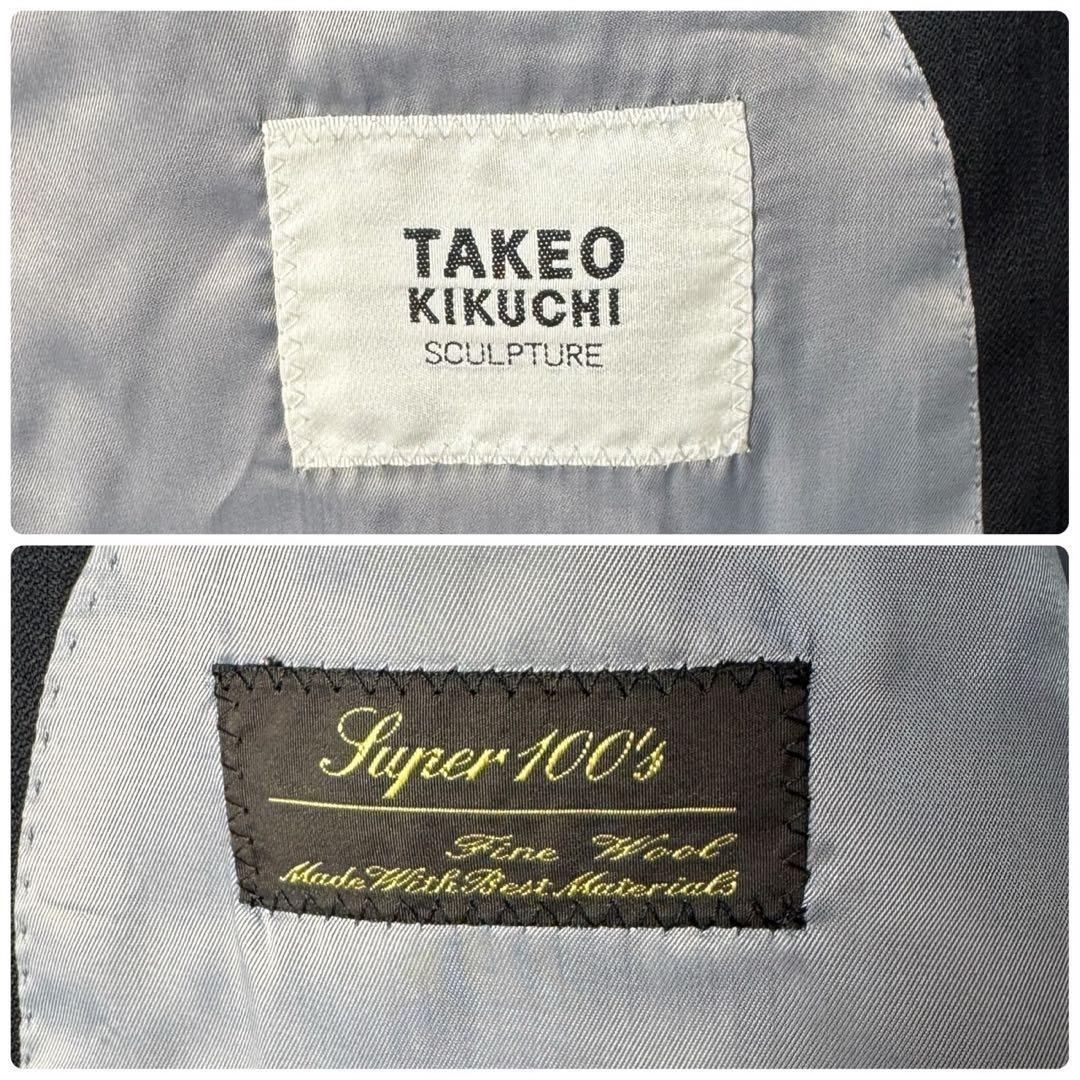 TAKEO
KIKUCHI
SCULPTURE
Super 100's
Fine Wool
Made With Best Materials